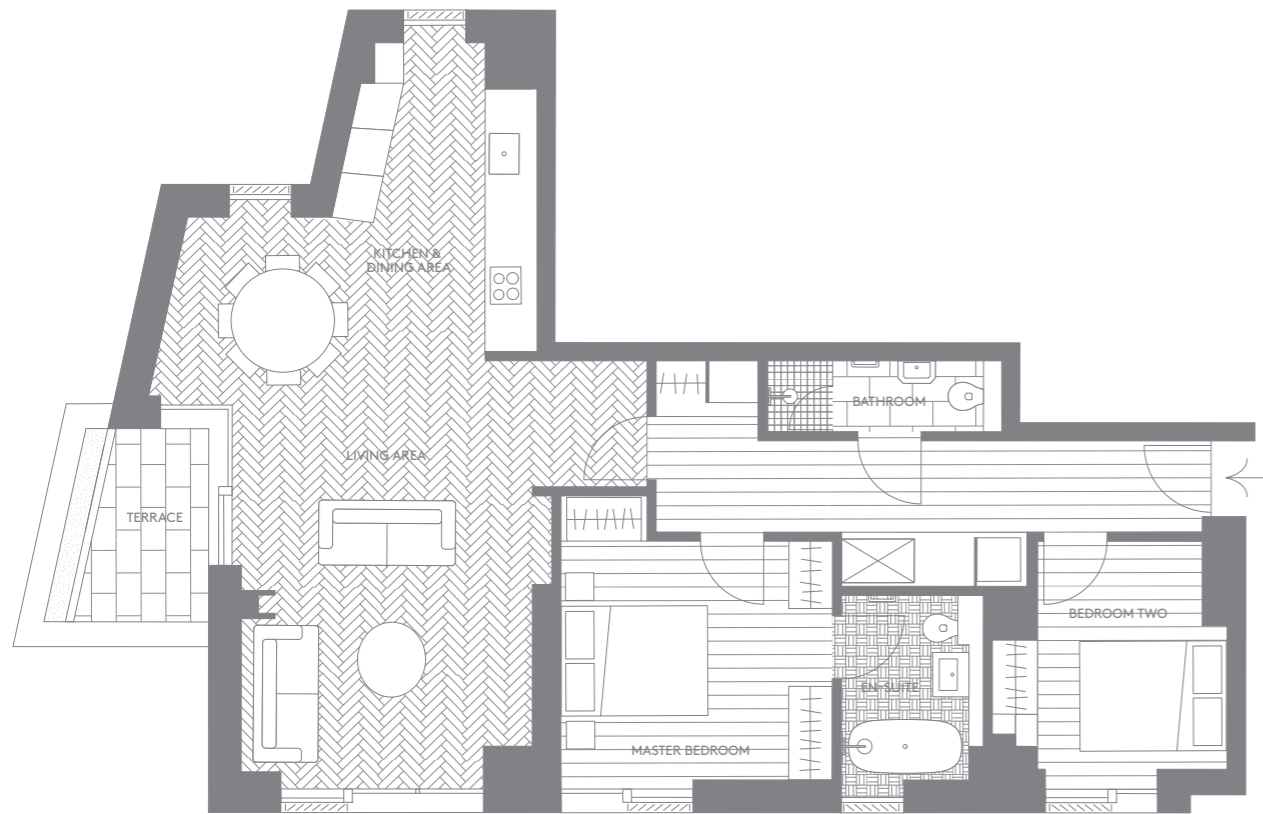 KITCHEN &
DINING AREA
BATHROOM
LIVING AREA
TERRACE
BEDROOM TWO
EN-SUITE
MASTER BEDROOM